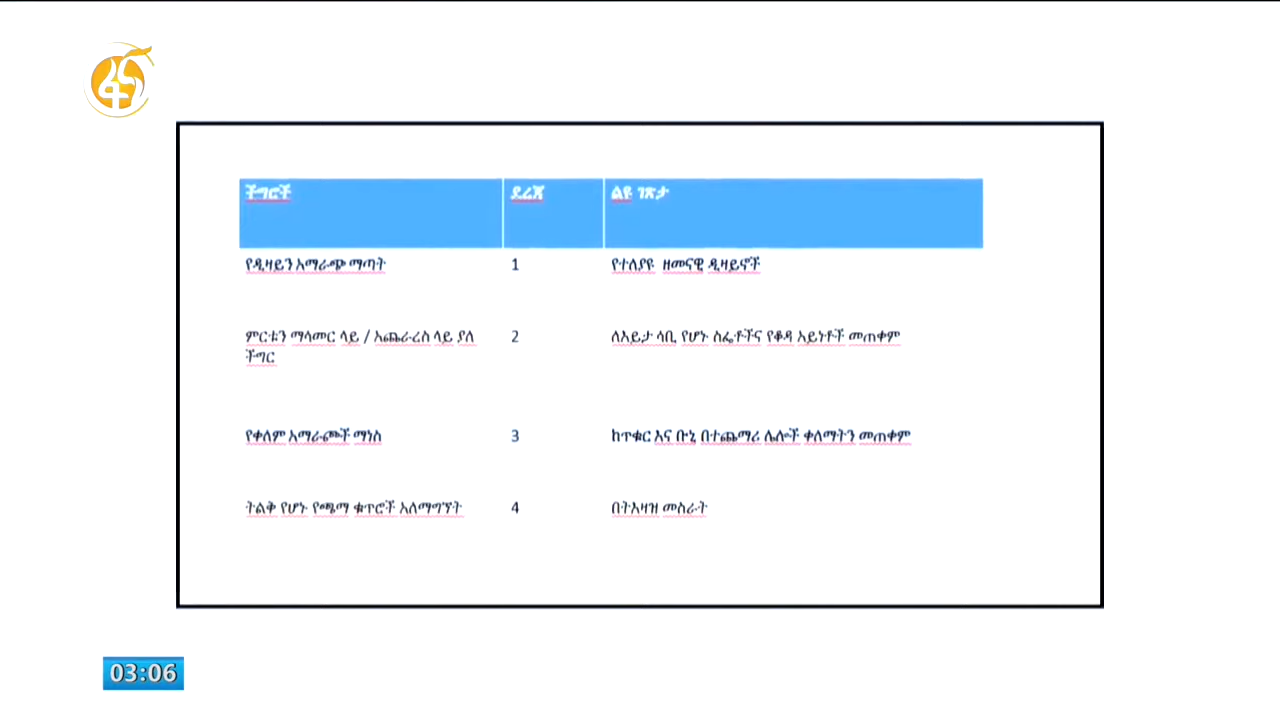 ፋና
ችግሮች ደረጃ ልዩ ገጽታ
የዲዛይን አማራጭ ማጣት 1 የተለያዩ ዘመናዊ ዲዛይኖች
ምርቱን ማሳመር ላይ / አጨራረስ ላይ ያለ 2 ለእይታ ሳቢ የሆኑ ስፌቶችና የቆዳ አይነቶች መጠቀም
ችግር
የቀለም አማራጮች ማነስ 3 ከጥቁር እና ቡኒ በተጨማሪ ሌሎች ቀለማትን መጠቀም
ትልቅ የሆኑ የጫማ ቁጥሮች አለማግኘት 4 በትእዛዝ መስራት
03:06